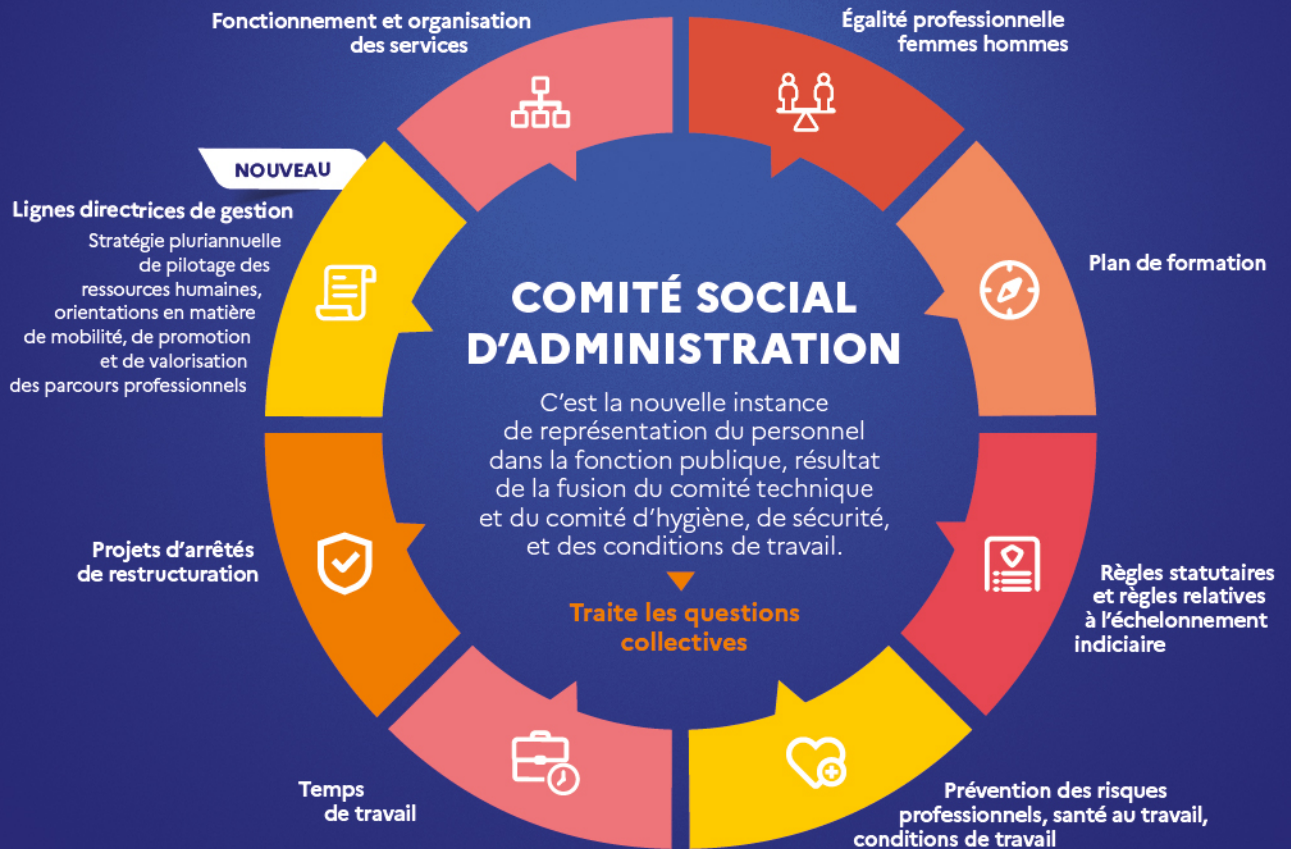 Fonctionnement et organisation
des services
Égalité professionnelle
femmes hommes
NOUVEAU
Lignes directrices de gestion
Stratégie pluriannuelle
de pilotage des
ressources humaines,
orientations en matière
de mobilité, de promotion
et de valorisation
des parcours professionnels
Plan de formation
COMITÉ SOCIAL
D'ADMINISTRATION
C'est la nouvelle instance
de représentation du personnel
dans la fonction publique, résultat
de la fusion du comité technique
et du comité d'hygiène, de sécurité,
et des conditions de travail.
Traite les questions
collectives
Projets d'arrêtés
de restructuration
Règles statutaires
et règles relatives
à l'échelonnement
indiciaire
Temps
de travail
Prévention des risques
professionnels, santé au travail,
conditions de travail